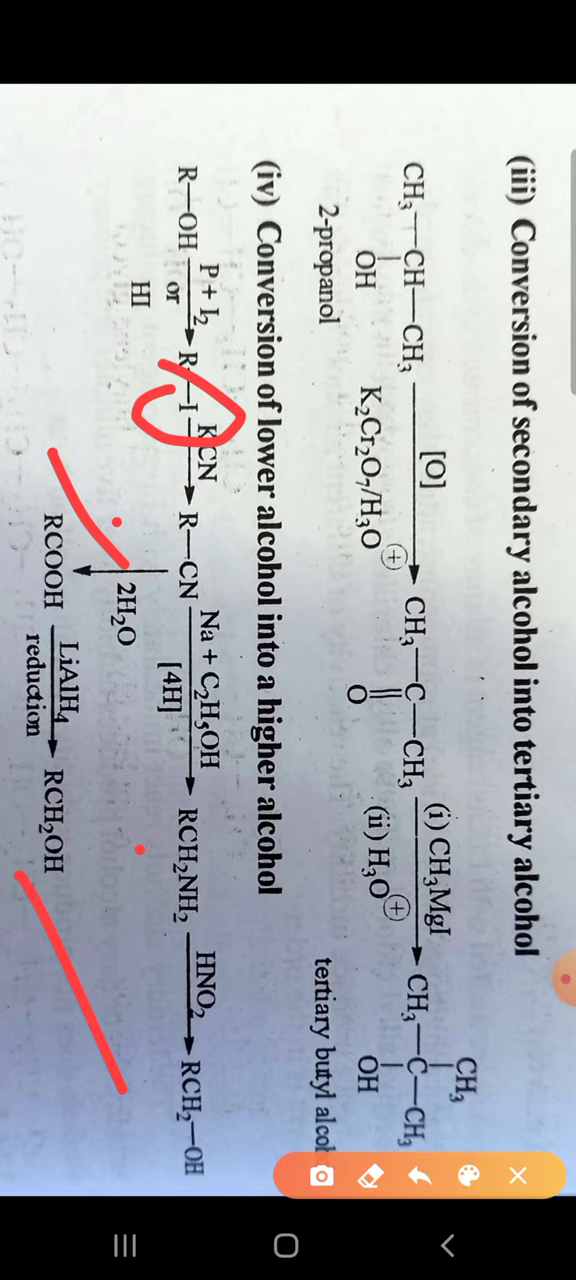 (iii) Conversion of secondary alcohol into tertiary alcohol
CH₃
CH₃—CH—CH₃ [O] CH₃—C—CH₃ (i) CH₃MgI CH₃—C—CH₃
OH K₂Cr₂O₇/H₃O⊕ O (ii) H₃O⊕ OH
2-propanol tertiary butyl
(iv) Conversion of lower alcohol into a higher alcohol
R—OH P + I₂ R—I KCN R—CN Na + C₂H₅OH RCH₂NH₂ HNO₂ RCH₂—OH
or [4H]
HI
2H₂O
RCOOH LiAlH₄ RCH₂OH
reduction